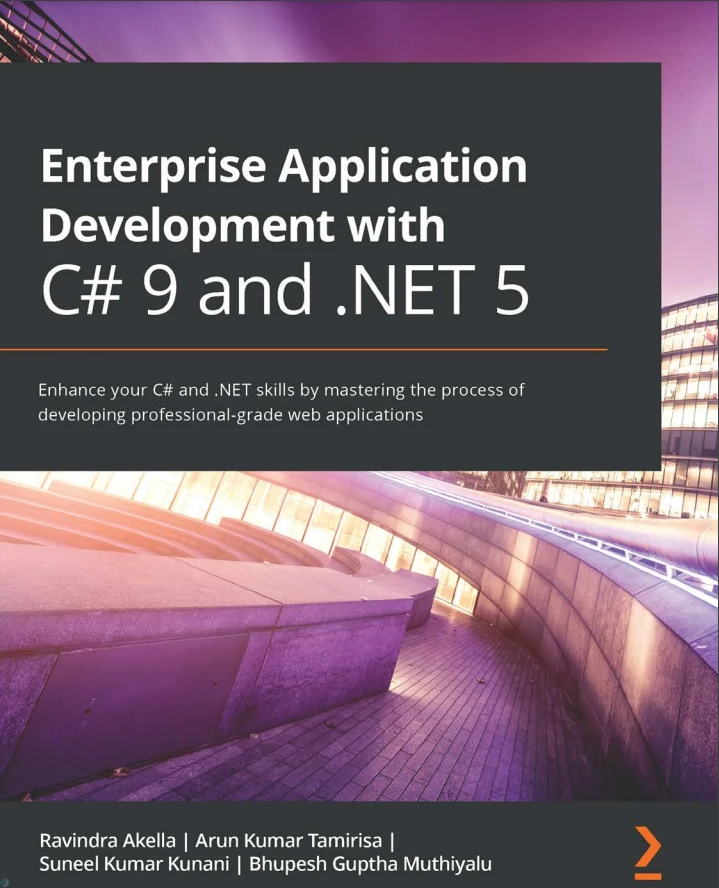 Enterprise Application
Development with
C# 9 and .NET 5
Enhance your C# and .NET skills by mastering the process of
developing professional-grade web applications
Ravindra Akella | Arun Kumar Tamirisa |
Suneel Kumar Kunani | Bhupesh Guptha Muthiyalu